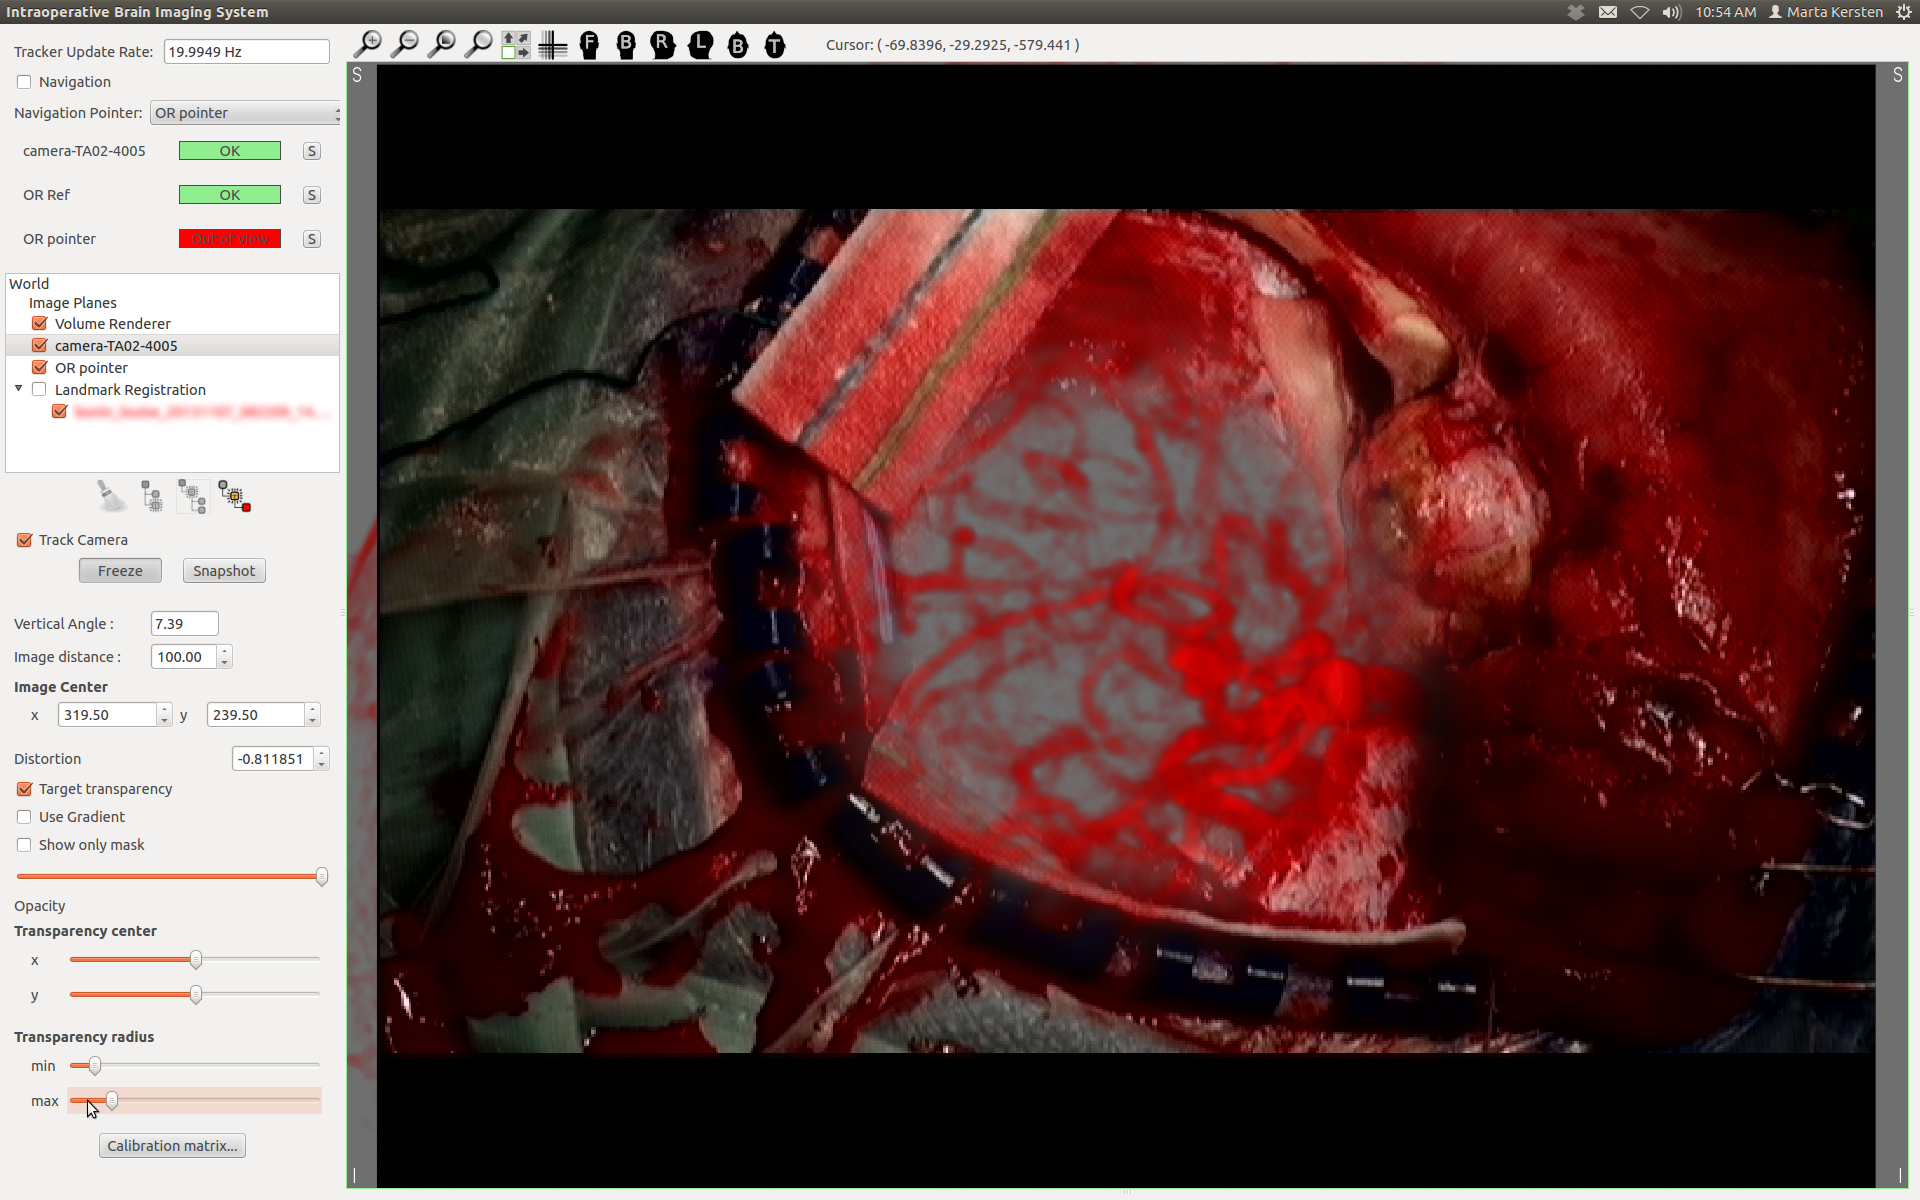 Intraoperative Brain Imaging System
10:54 AM Marta Kersten
Tracker Update Rate: 19.9949 Hz
F B R L B T
Cursor: ( -69.8396, -29.2925, -579.441 )
Navigation
S S
Navigation Pointer: OR pointer
camera-TA02-4005 OK S
OR Ref OK S
OR pointer Out of view S
World
Image Planes
Volume Renderer
camera-TA02-4005
OR pointer
Landmark Registration
Track Camera
Freeze Snapshot
Vertical Angle : 7.39
Image distance : 100.00
Image Center
x 319.50 y 239.50
Distortion -0.811851
Target transparency
Use Gradient
Show only mask
Opacity
Transparency center
x
y
Transparency radius
min
max
Calibration matrix...
I I